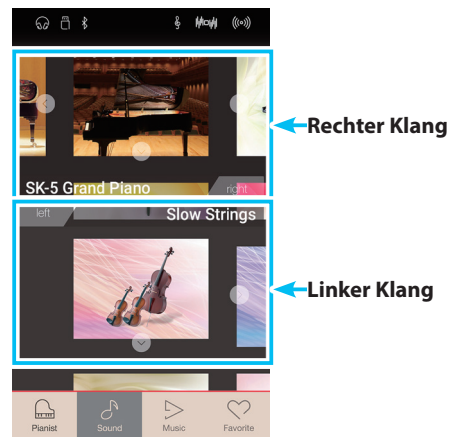 Rechter Klang
SK-5 Grand Piano
right
left
Slow Strings
Linker Klang
Pianist
Sound
Music
Favorite